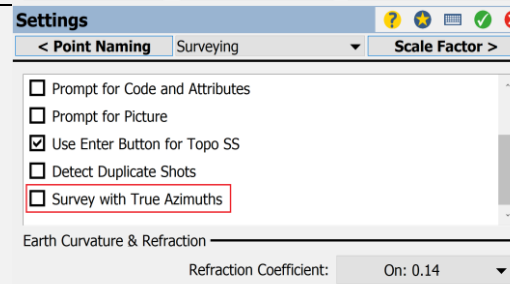 Settings
?
< Point Naming Surveying Scale Factor >
Prompt for Code and Attributes
Prompt for Picture
Use Enter Button for Topo SS
Detect Duplicate Shots
Survey with True Azimuths
Earth Curvature & Refraction
Refraction Coefficient: On: 0.14